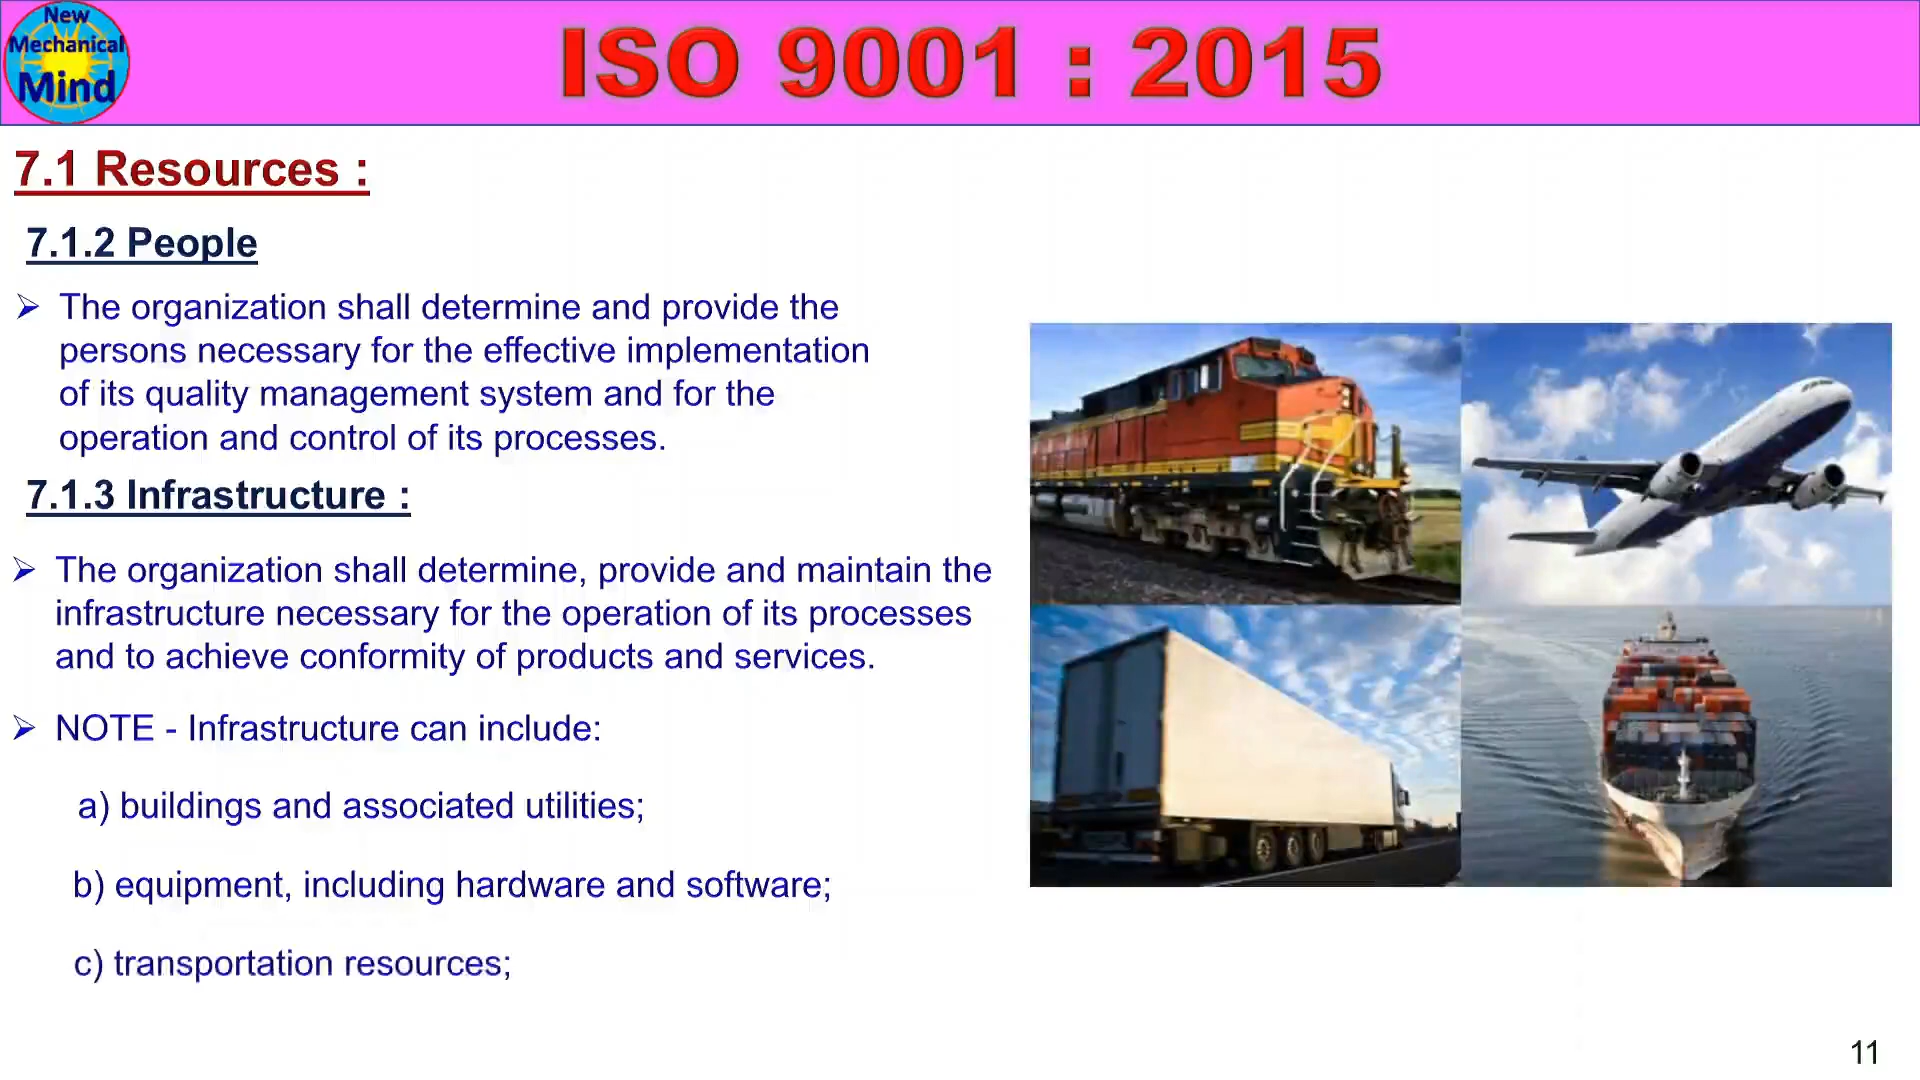 New
Mechanical
Mind
ISO 9001 : 2015
7.1 Resources :
7.1.2 People
➢ The organization shall determine and provide the
persons necessary for the effective implementation
of its quality management system and for the
operation and control of its processes.
7.1.3 Infrastructure :
➢ The organization shall determine, provide and maintain the
infrastructure necessary for the operation of its processes
and to achieve conformity of products and services.
➢ NOTE - Infrastructure can include:
a) buildings and associated utilities;
b) equipment, including hardware and software;
c) transportation resources;
11